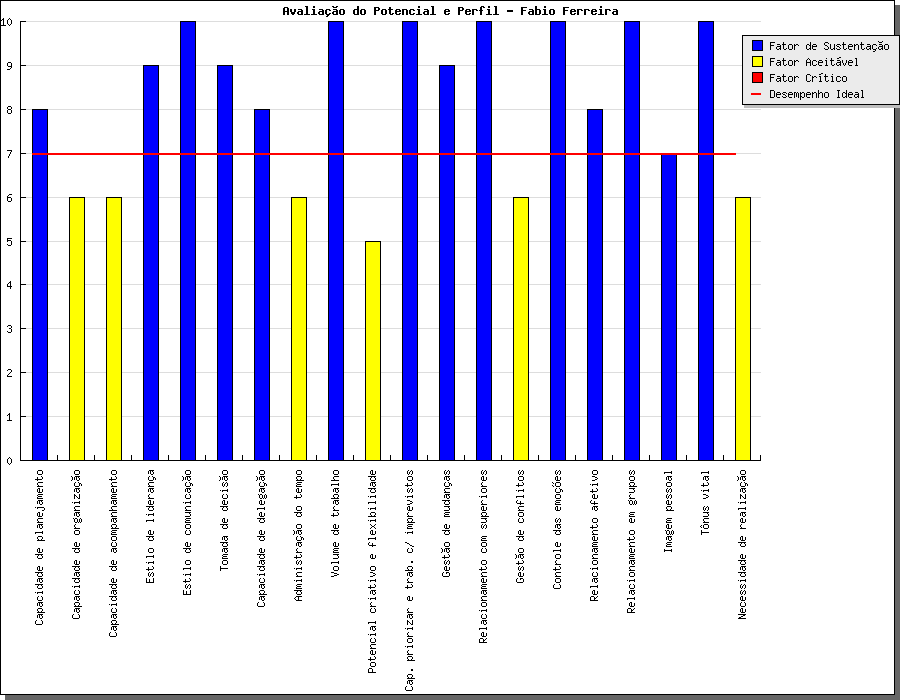 Avaliação do Potencial e Perfil - Fabio Ferreira
10
9
8
7
6
5
4
3
2
1
0
Fator de Sustentação
Fator Aceitável
Fator Crítico
Desempenho Ideal
Capacidade de planejamento
Capacidade de organização
Capacidade de acompanhamento
Estilo de liderança
Estilo de comunicação
Tomada de decisão
Capacidade de delegação
Administração do tempo
Volume de trabalho
Potencial criativo e flexibilidade
Cap. priorizar e trab. c/ imprevistos
Gestão de mudanças
Relacionamento com superiores
Gestão de conflitos
Controle das emoções
Relacionamento afetivo
Relacionamento em grupos
Imagem pessoal
Tônus vital
Necessidade de realização